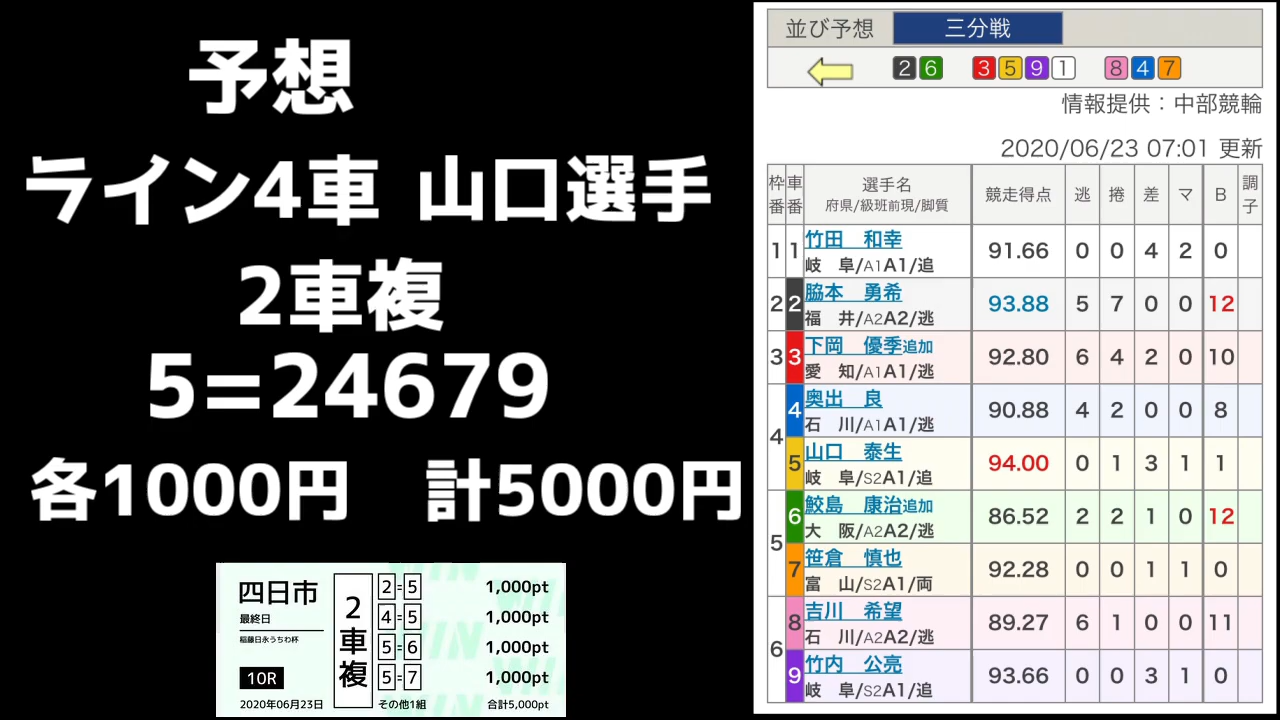 予想
ライン4車 山口選手
2車複
5=24679
各1000円 計5000円
四日市
最終日
稲藤日永うちわ杯
10R
2020年06月23日
2車複
2=5 1,000pt
4=5 1,000pt
5=6 1,000pt
5=7 1,000pt
その他1組 合計5,000pt
並び予想 三分戦
2 6 3 5 9 1 8 4 7
情報提供：中部競輪
2020/06/23 07:01 更新
枠番 車番 選手名 府県/級班前現/脚質 競走得点 逃 捲 差 マ B 調子
1 1 竹田 和幸 91.66 0 0 4 2 0
岐 阜/A1A1/追
2 2 脇本 勇希 93.88 5 7 0 0 12
福 井/A2A2/逃
3 3 下岡 優季追加 92.80 6 4 2 0 10
愛 知/A1A1/逃
4 4 奥出 良 90.88 4 2 0 0 8
石 川/A1A1/逃
5 山口 泰生 94.00 0 1 3 1 1
岐 阜/S2A1/追
5 6 鮫島 康治追加 86.52 2 2 1 0 12
大 阪/A2A2/逃
7 笹倉 慎也 92.28 0 0 1 1 0
富 山/S2A1/両
6 8 吉川 希望 89.27 6 1 0 0 11
石 川/A2A2/逃
9 竹内 公亮 93.66 0 0 3 1 0
岐 阜/S2A1/追